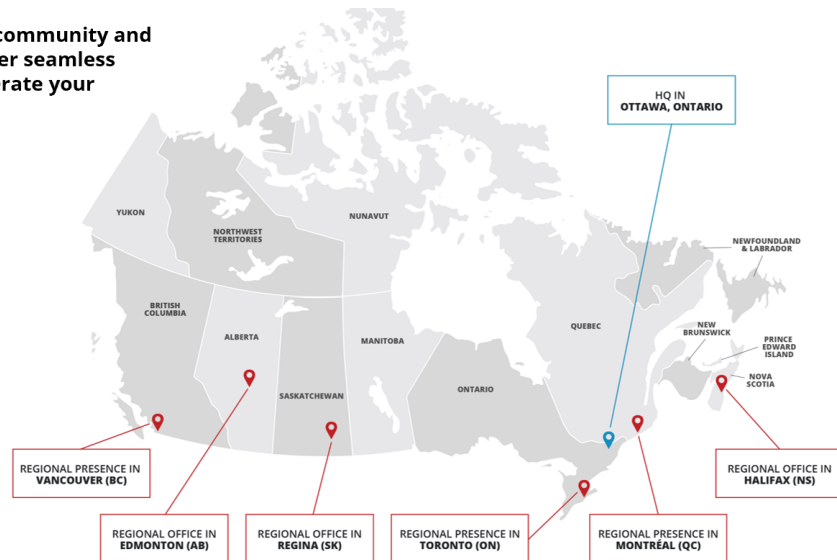 community and
er seamless
rate your
HQ IN
OTTAWA, ONTARIO
YUKON
NORTHWEST
TERRITORIES
NUNAVUT
NEWFOUNDLAND
& LABRADOR
BRITISH
COLUMBIA
ALBERTA
SASKATCHEWAN
MANITOBA
ONTARIO
QUEBEC
NEW
BRUNSWICK
PRINCE
EDWARD
ISLAND
NOVA
SCOTIA
REGIONAL PRESENCE IN
VANCOUVER (BC)
REGIONAL OFFICE IN
EDMONTON (AB)
REGIONAL OFFICE IN
REGINA (SK)
REGIONAL PRESENCE IN
TORONTO (ON)
REGIONAL PRESENCE IN
MONTRÉAL (QC)
REGIONAL OFFICE IN
HALIFAX (NS)